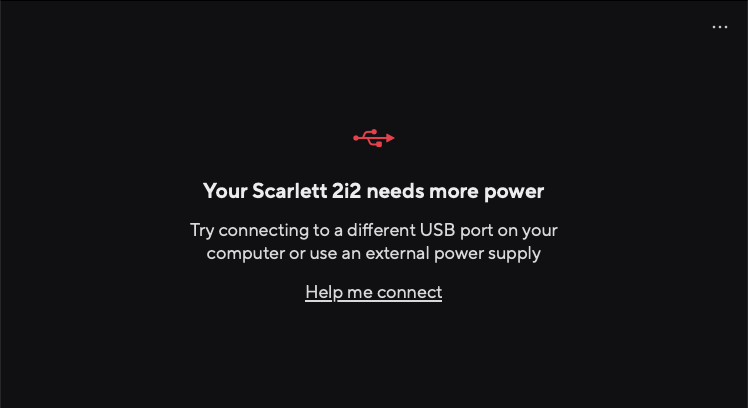 Your Scarlett 2i2 needs more power
Try connecting to a different USB port on your
computer or use an external power supply
Help me connect